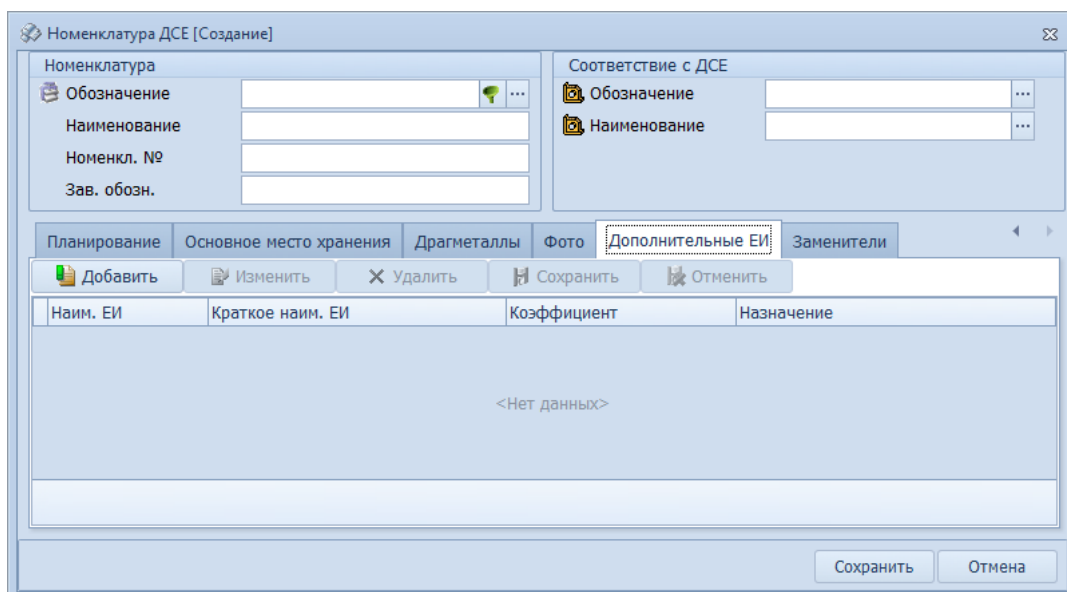 Номенклатура ДСЕ [Создание]
Номенклатура
Обозначение
Наименование
Номенкл. №
Зав. обозн.
Соответствие с ДСЕ
Обозначение
Наименование
Планирование Основное место хранения Драгметаллы Фото Дополнительные ЕИ Заменители
Добавить Изменить Удалить Сохранить Отменить
Наим. ЕИ Краткое наим. ЕИ Коэффициент Назначение
<Нет данных>
Сохранить Отмена